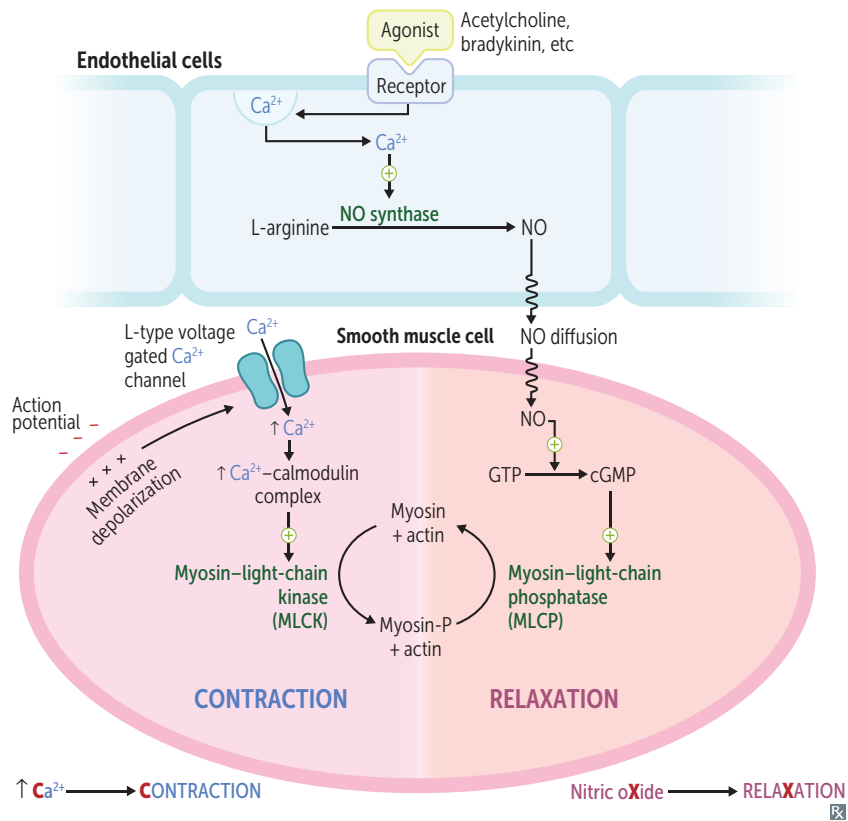 Agonist
Acetylcholine,
bradykinin, etc
Endothelial cells
Receptor
Ca²⁺
Ca²⁺
+
NO synthase
L-arginine
NO
L-type voltage
gated Ca²⁺
channel
Ca²⁺
Smooth muscle cell
NO diffusion
Action
potential
– – –
+ + +
Membrane
depolarization
↑ Ca²⁺
↑ Ca²⁺–calmodulin
complex
+
Myosin–light-chain
kinase
(MLCK)
Myosin
+ actin
Myosin-P
+ actin
NO
+
GTP
cGMP
+
Myosin–light-chain
phosphatase
(MLCP)
CONTRACTION
RELAXATION
↑ Ca²⁺ → CONTRACTION
Nitric oXide → RELAXATION
Rx